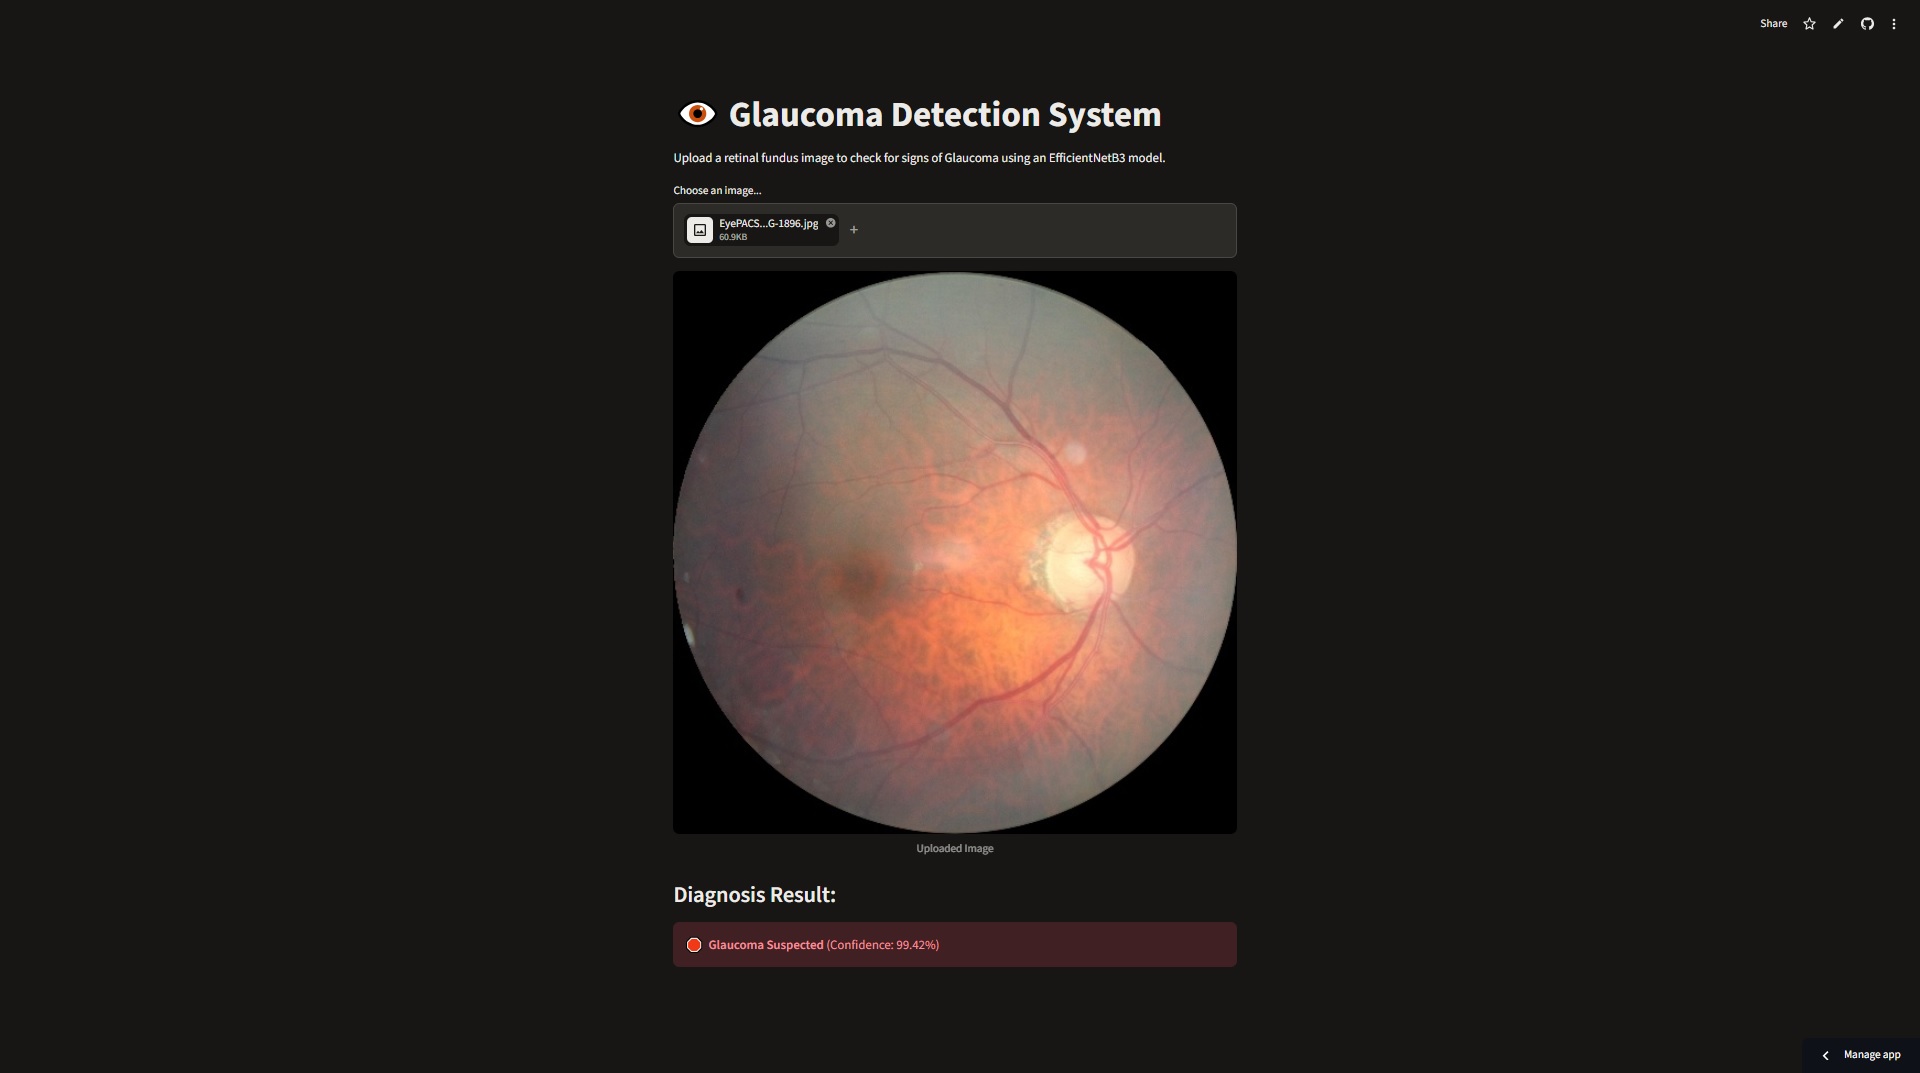 Share
Glaucoma Detection System
Upload a retinal fundus image to check for signs of Glaucoma using an EfficientNetB3 model.
Choose an image...
EyePACS...G-1896.jpg
60.9KB
Uploaded Image
Diagnosis Result:
Glaucoma Suspected (Confidence: 99.42%)
Manage app